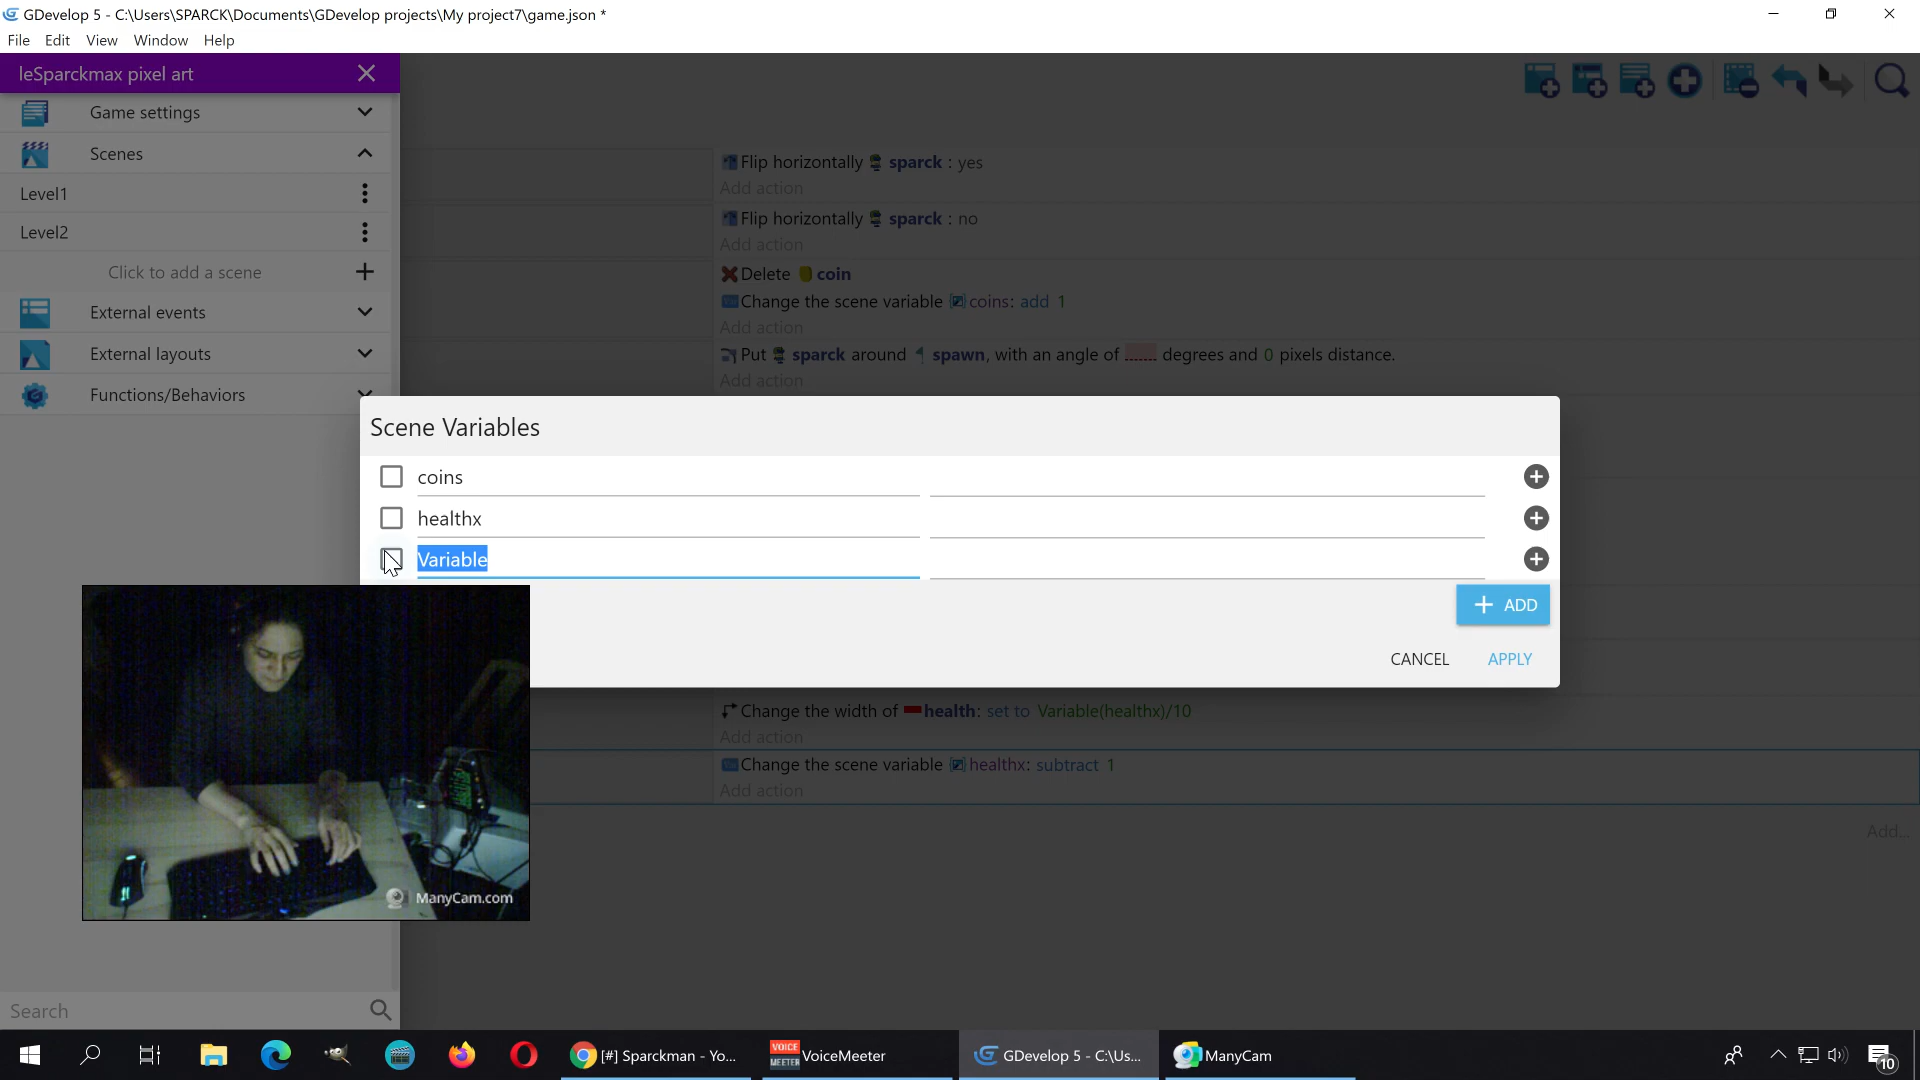 GDevelop 5 - C:\Users\SPARCK\Documents\GDevelop projects\My project7\game.json *
File Edit View Window Help
leSparckmax pixel art
Game settings
Scenes
Level1
Level2
Click to add a scene
External events
External layouts
Functions/Behaviors
Flip horizontally sparck : yes
Add action
Flip horizontally sparck : no
Add action
Delete coin
Change the scene variable coins: add 1
Add action
Put sparck around spawn, with an angle of ...... degrees and 0 pixels distance.
Add action
Scene Variables
coins
healthx
Variable
ADD
CANCEL APPLY
Change the width of health: set to Variable(healthx)/10
Add action
Change the scene variable healthx: subtract 1
Add action
Add...
ManyCam.com
Search
[#] Sparckman - Yo...
VOICE MEETER
VoiceMeeter
GDevelop 5 - C:\Us...
ManyCam
10